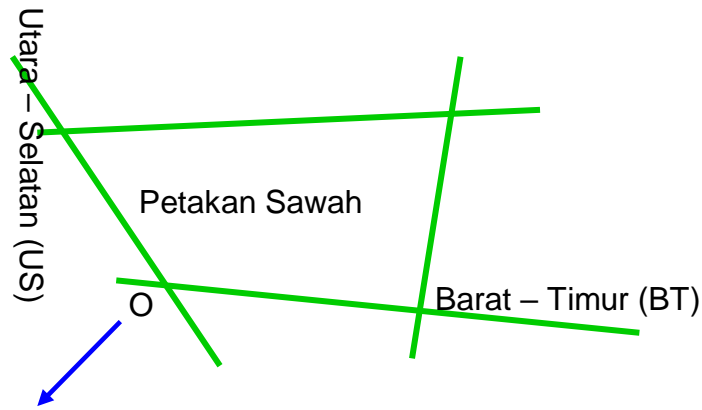 Utara – Selatan (US)
Petakan Sawah
O
Barat – Timur (BT)